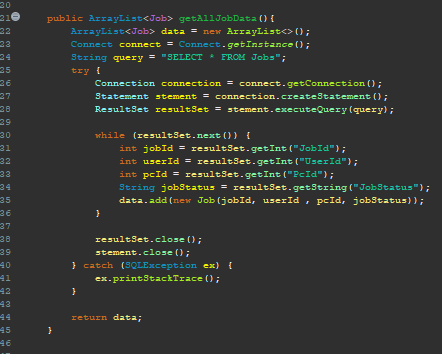 20
21 public ArrayList<Job> getAllJobData(){
22 ArrayList<Job> data = new ArrayList<>();
23 Connect connect = Connect.getInstance();
24 String query = "SELECT * FROM Jobs";
25 try {
26 Connection connection = connect.getConnection();
27 Statement stement = connection.createStatement();
28 ResultSet resultSet = stement.executeQuery(query);
29
30 while (resultSet.next()) {
31 int jobId = resultSet.getInt("JobId");
32 int userId = resultSet.getInt("UserId");
33 int pcId = resultSet.getInt("PcId");
34 String jobStatus = resultSet.getString("JobStatus");
35 data.add(new Job(jobId, userId , pcId, jobStatus));
36 }
37
38 resultSet.close();
39 stement.close();
40 } catch (SQLException ex) {
41 ex.printStackTrace();
42 }
43
44 return data;
45 }
46